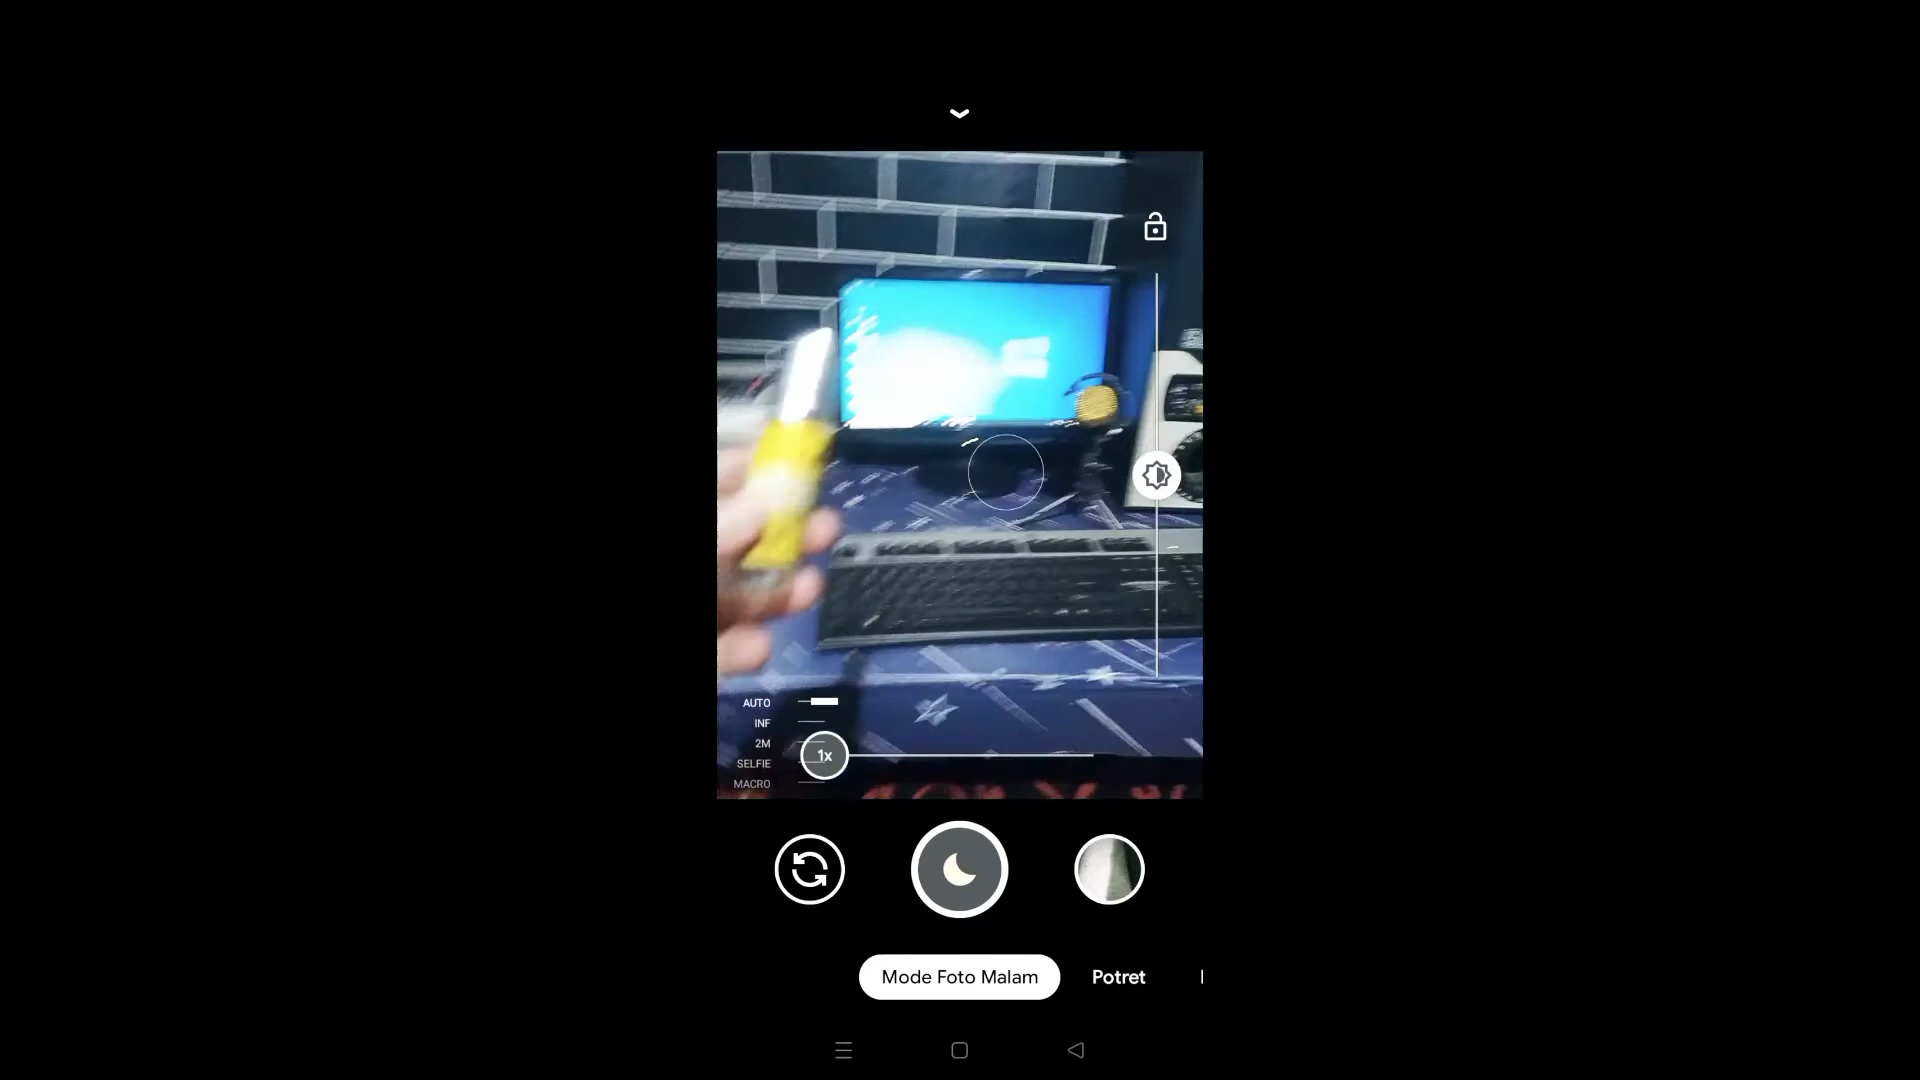 AUTO
INF
2M
SELFIE
MACRO
1x
Mode Foto Malam
Potret